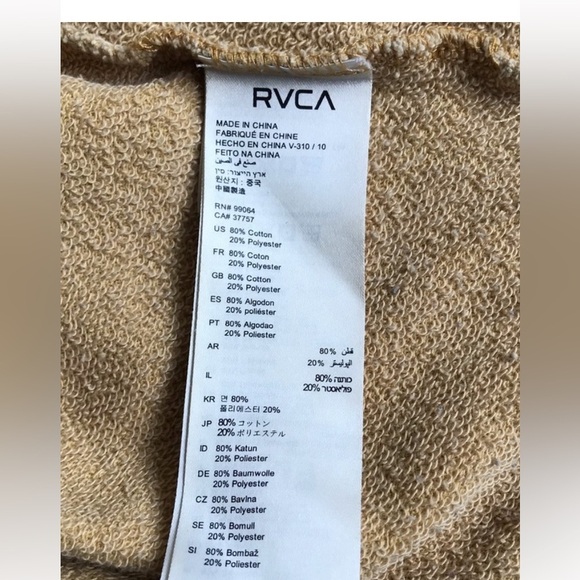 RVCA
MADE IN CHINA
FABRIQUÉ EN CHINE
HECHO EN CHINA V-310 / 10
FEITO NA CHINA
صنع في الصين
ארץ הייצור: סין
원산지 : 중국
中國製造
RN# 99064
CA# 37757
US 80% Cotton
20% Polyester
FR 80% Coton
20% Polyester
GB 80% Cotton
20% Polyester
ES 80% Algodon
20% poliéster
PT 80% Algodao
20% Polyester
AR 80% قطن
20% البوليستر
IL 80% כותנה
20% פוליאסטר
KR 면 80%
폴리에스터 20%
JP 80% コットン
20% ポリエステル
ID 80% Katun
20% Poliester
DE 80% Baumwolle
20% Polyester
CZ 80% Bavlna
20% Polyester
SE 80% Bomull
20% Polyester
SI 80% Bombaž
20% Poliester